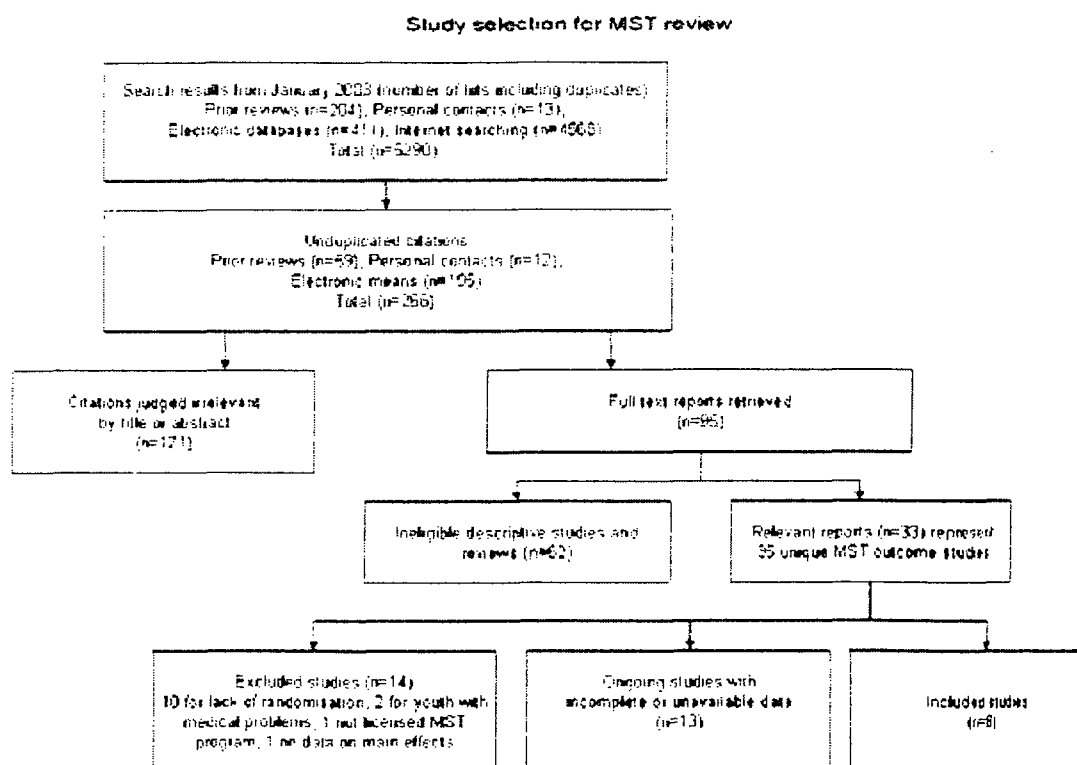 Study selection for MST review
Search results from January 2003 (number of hits including duplicates)
Prior reviews (n=204), Personal contacts (n=13),
Electronic databases Internet searching
Total (n=5290)
Unduplicated citations
Prior reviews Personal contacts (n=12),
Electronic means
Total (n=266)
Citations judged irrelevant
by title or abstract
(n=171)
Full text reports retrieved
(n=95)
Ineligible descriptive studies and
reviews (n=62)
Relevant reports (n=33) represent
35 unique MST outcome studies
Excluded studies (n=14)
10 for lack of randomisation, 2 for youth with
medical problems, 1 not licensed MST
program, 1 no data on main effects
Ongoing studies with
incomplete or unavailable data
(n=13)
Included studies
(n=8)